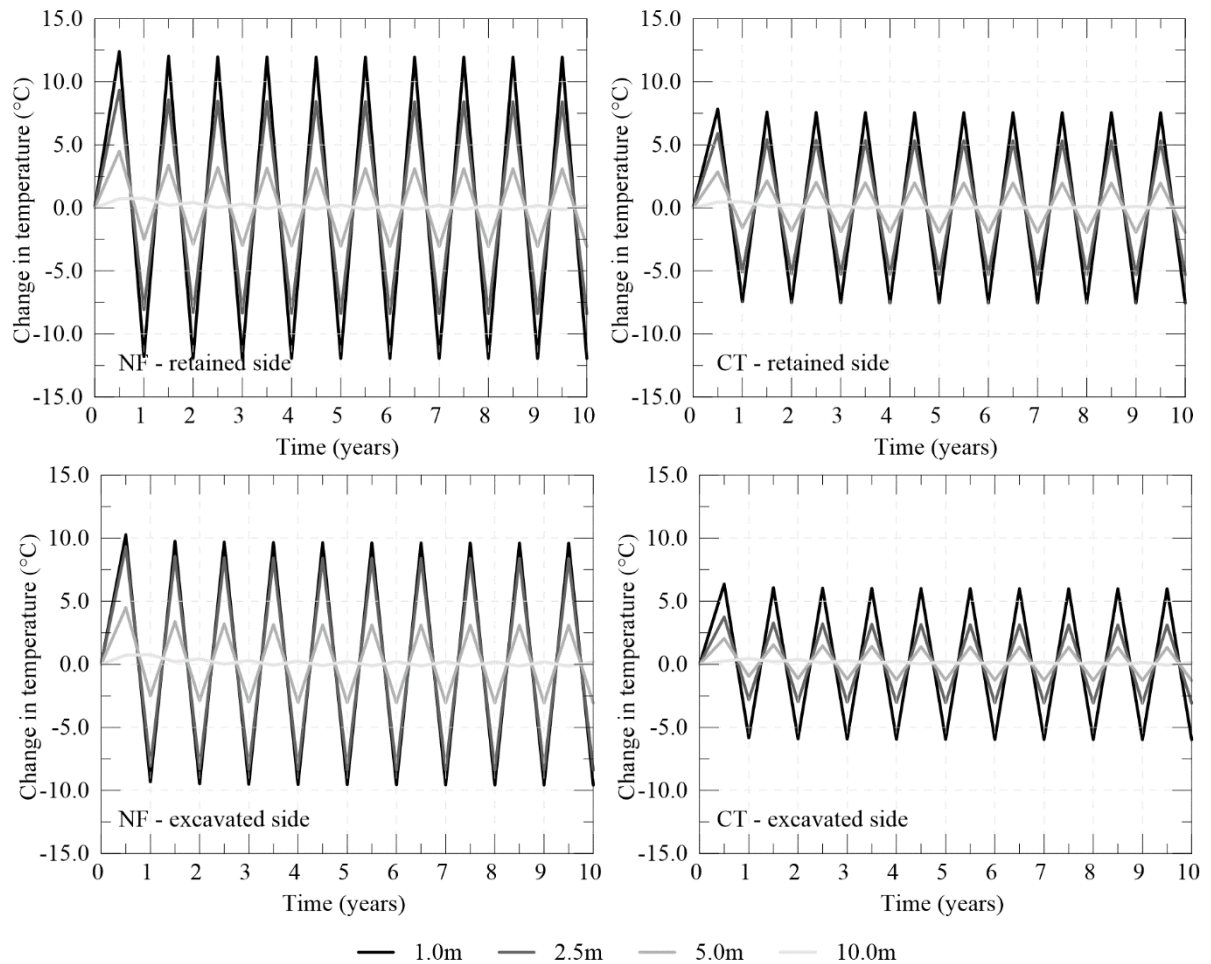 15.0
10.0
5.0
0.0
-5.0
-10.0
-15.0
Change in temperature (°C)
NF - retained side
0 1 2 3 4 5 6 7 8 9 10
Time (years)
15.0
10.0
5.0
0.0
-5.0
-10.0
-15.0
Change in temperature (°C)
CT - retained side
0 1 2 3 4 5 6 7 8 9 10
Time (years)
15.0
10.0
5.0
0.0
-5.0
-10.0
-15.0
Change in temperature (°C)
NF - excavated side
0 1 2 3 4 5 6 7 8 9 10
Time (years)
15.0
10.0
5.0
0.0
-5.0
-10.0
-15.0
Change in temperature (°C)
CT - excavated side
0 1 2 3 4 5 6 7 8 9 10
Time (years)
1.0m 2.5m 5.0m 10.0m